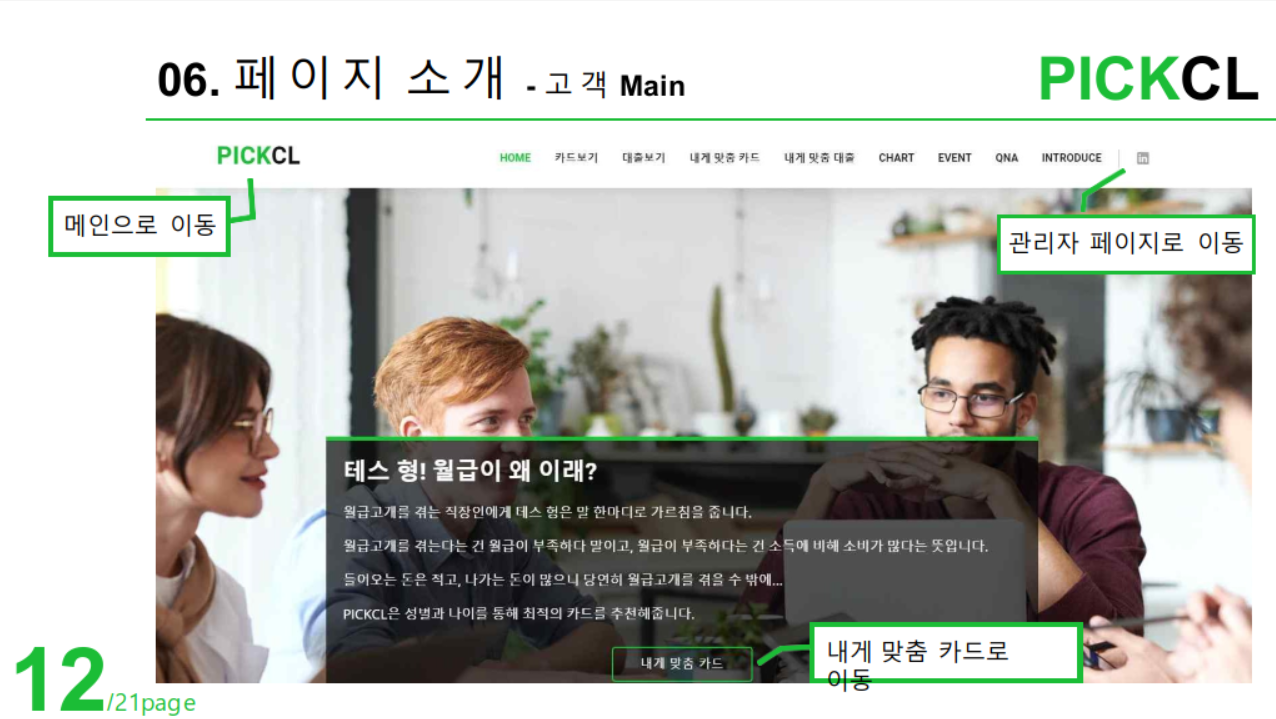 06. 페이지 소개 - 고객 Main
PICKCL
PICKCL
HOME 카드보기 대출보기 내게 맞춤 카드 내게 맞춤 대출 CHART EVENT QNA INTRODUCE in
메인으로 이동
관리자 페이지로 이동
테스 형! 월급이 왜 이래?
월급고개를 겪는 직장인에게 테스 형은 말 한마디로 가르침을 줍니다.
월급고개를 겪는다는 건 월급이 부족하다 말이고, 월급이 부족하다는 건 소득에 비해 소비가 많다는 뜻입니다.
들어오는 돈은 적고, 나가는 돈이 많으니 당연히 월급고개를 겪을 수 밖에...
PICKCL은 성별과 나이를 통해 최적의 카드를 추천해줍니다.
내게 맞춤 카드
내게 맞춤 카드로
이동
12/21page